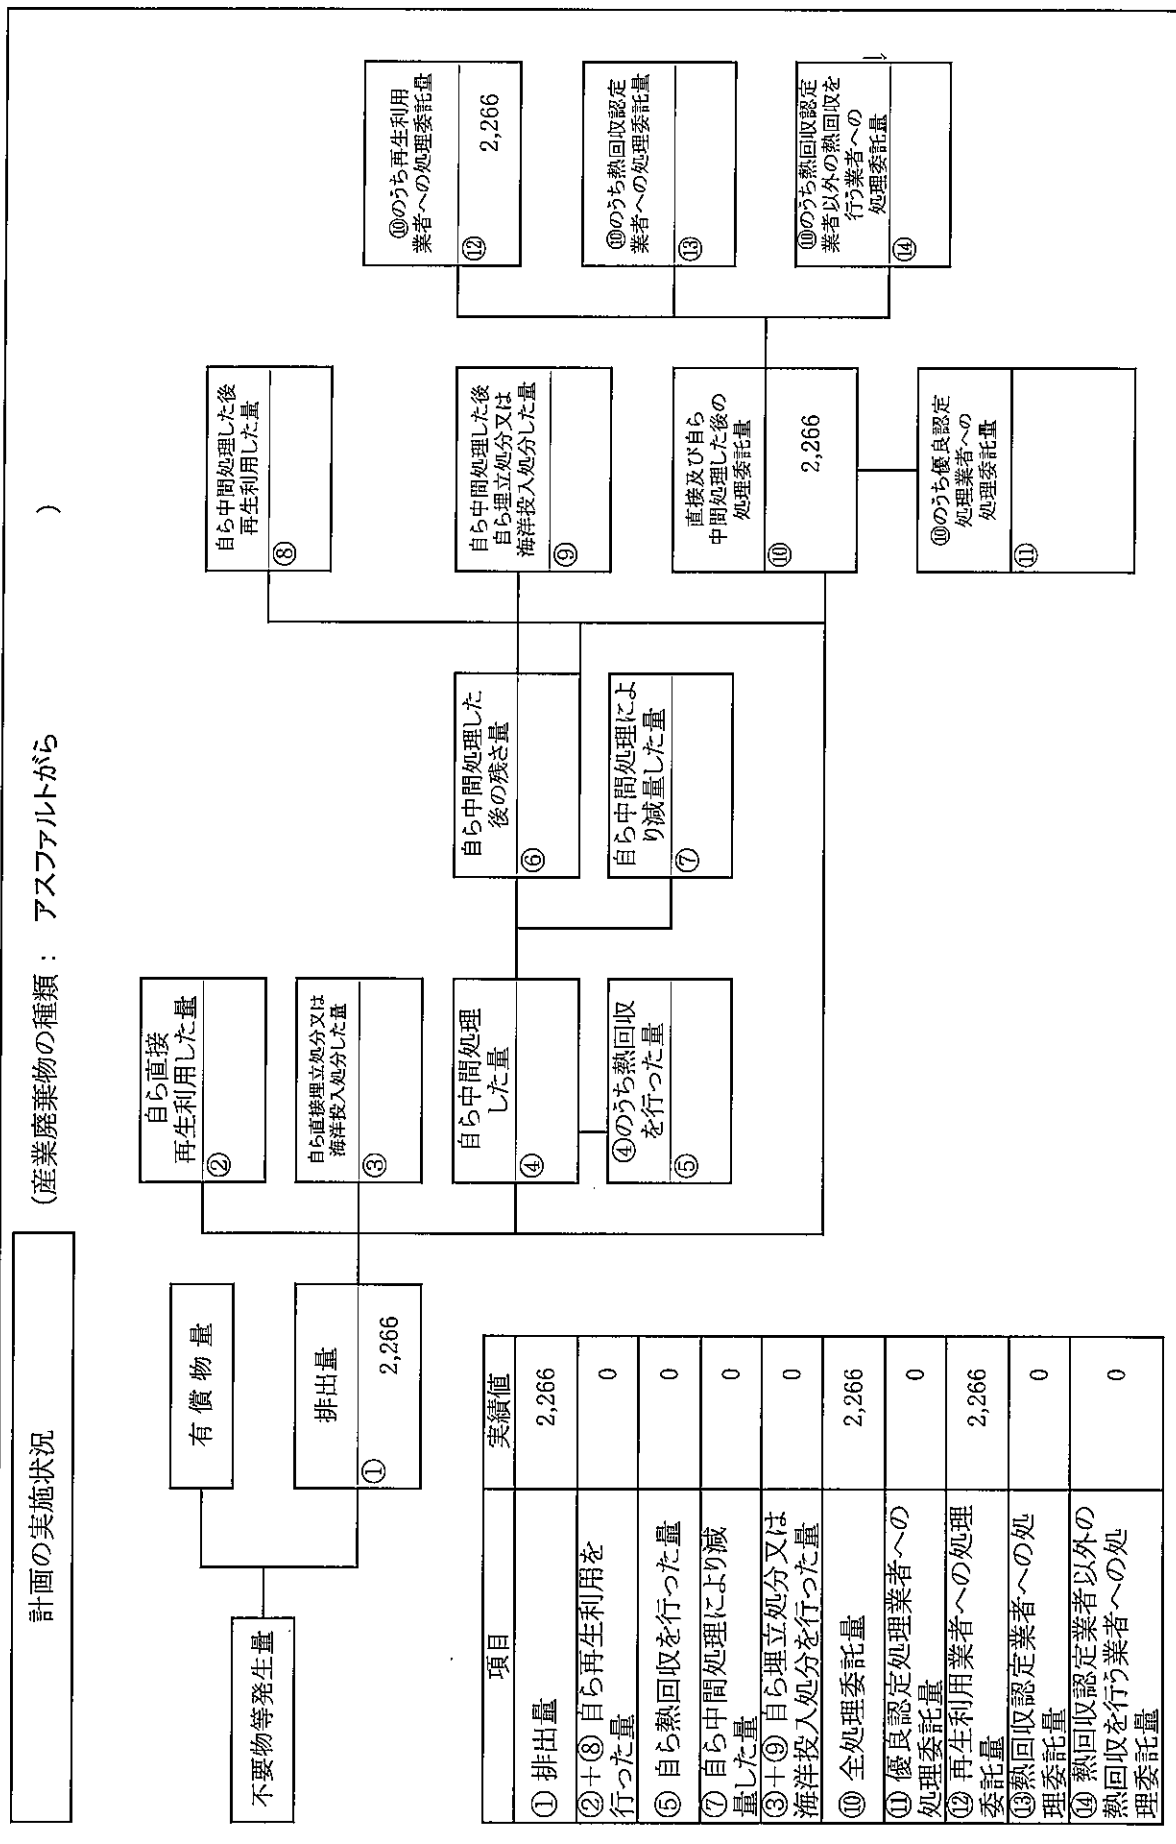 計画の実施状況
(産業廃棄物の種類： アスファルトがら )
不要物等発生量
有償物量
排出量
① 2,266
自ら直接
再生利用した量
②
自ら直接埋立処分又は
海洋投入処分した量
③
自ら中間処理
した量
④
④のうち熱回収
を行った量
⑤
自ら中間処理した
後の残さ量
⑥
自ら中間処理によ
り減量した量
⑦
自ら中間処理した後
再生利用した量
⑧
自ら中間処理した後
自ら埋立処分又は
海洋投入処分した量
⑨
直接及び自ら
中間処理した後の
処理委託量
⑩ 2,266
⑩のうち優良認定
処理業者への
処理委託量
⑪
⑩のうち再生利用
業者への処理委託量
⑫ 2,266
⑩のうち熱回収認定
業者への処理委託量
⑬
⑩のうち熱回収認定
業者以外の熱回収を
行う業者への
処理委託量
⑭
項目 実績値
① 排出量 2,266
②+⑧ 自ら再生利用を
行った量 0
⑤ 自ら熱回収を行った量 0
⑦ 自ら中間処理により減
量した量 0
③+⑨ 自ら埋立処分又は
海洋投入処分を行った量 0
⑩ 全処理委託量 2,266
⑪ 優良認定処理業者への
処理委託量 0
⑫ 再生利用業者への処理
委託量 2,266
⑬熱回収認定業者への処
理委託量 0
⑭ 熱回収認定業者以外の
熱回収を行う業者への処
理委託量 0